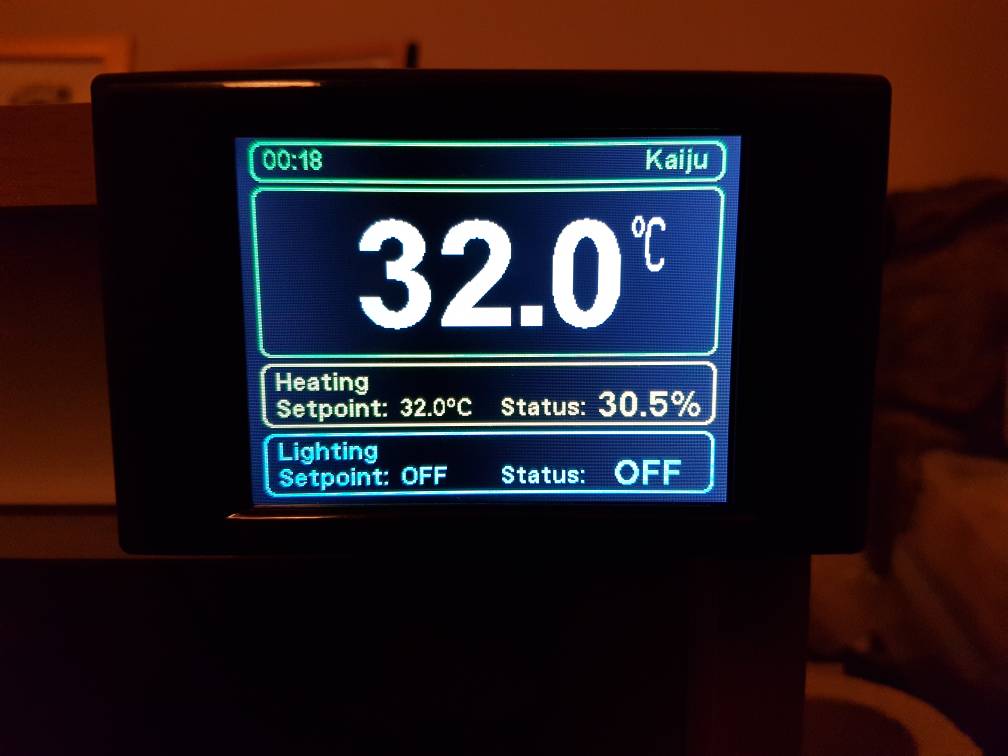 00:18 Kaiju
32.0 °C
Heating
Setpoint: 32.0°C Status: 30.5%
Lighting
Setpoint: OFF Status: OFF